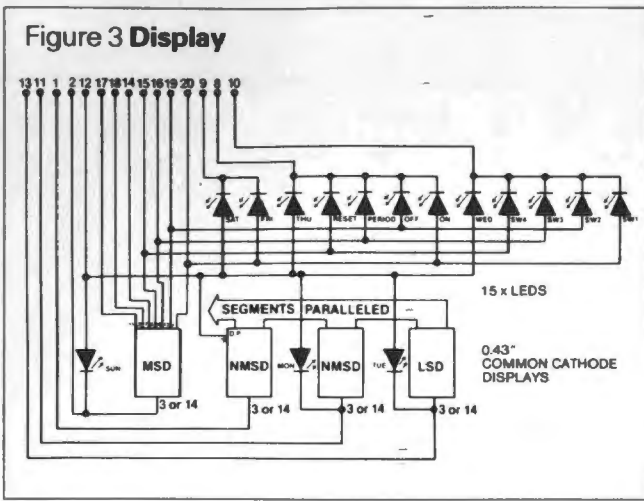 Figure 3 Display
13 11 1 2 12 17 18 14 15 16 19 20 9 8 10
SAT FRI THU RESET PERIOD OFF ON WED SW4 SW3 SW2 SW1
15 x LEDS
SEGMENTS PARALLELED
D.P
SUN MSD NMSD MON NMSD TUE LSD
0.43"
COMMON CATHODE
DISPLAYS
3 or 14 3 or 14 3 or 14 3 or 14